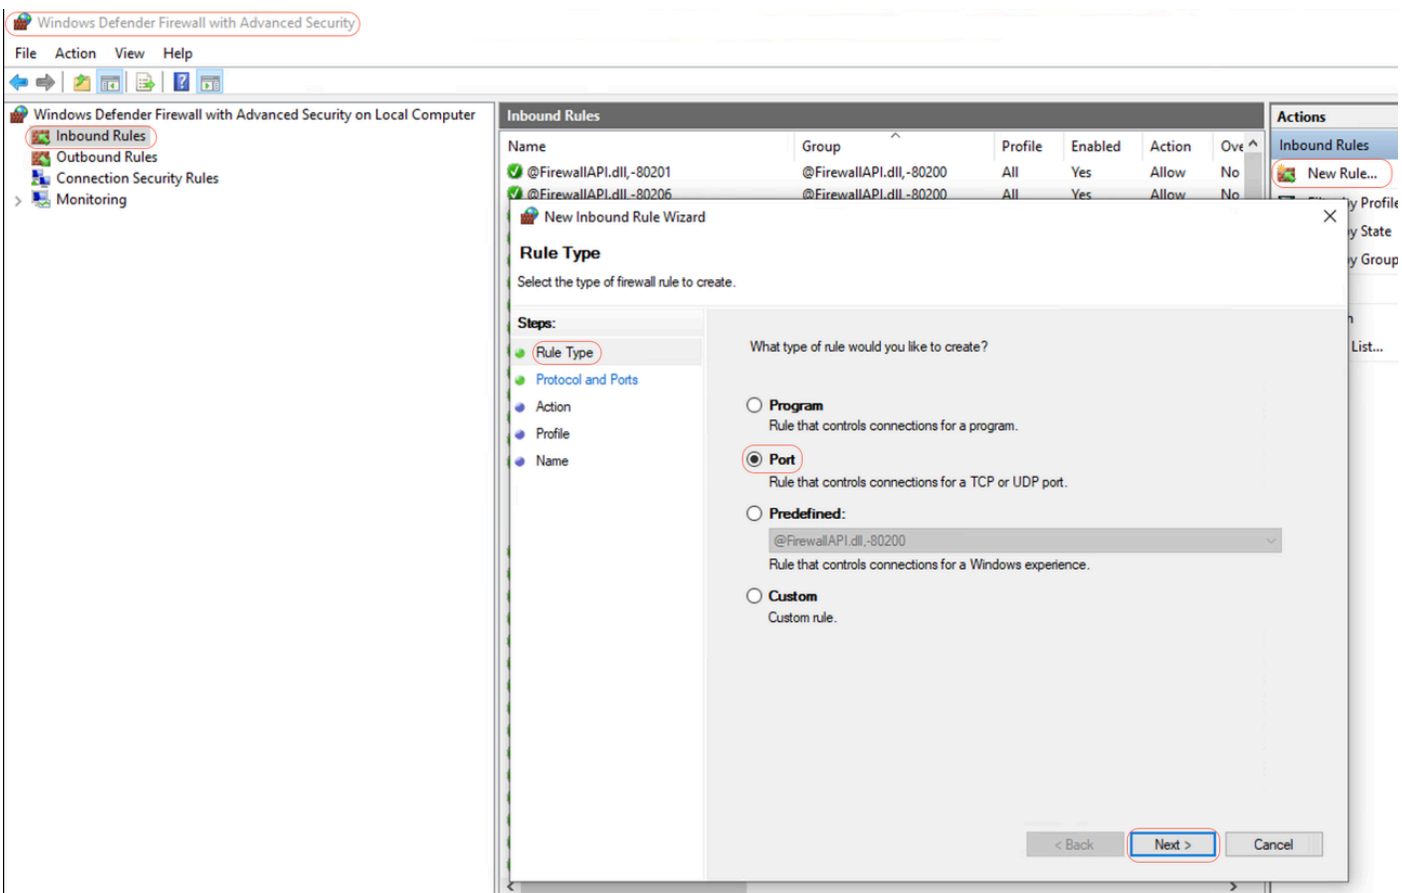 Windows Defender Firewall with Advanced Security
File Action View Help
Windows Defender Firewall with Advanced Security on Local Computer
Inbound Rules
Outbound Rules
Connection Security Rules
Monitoring
Inbound Rules
Name Group Profile Enabled Action Ove
@FirewallAPI.dll,-80201 @FirewallAPI.dll,-80200 All Yes Allow No
@FirewallAPI.dll,-80206 @FirewallAPI.dll,-80200 All Yes Allow No
New Inbound Rule Wizard
Rule Type
Select the type of firewall rule to create.
Steps:
Rule Type
Protocol and Ports
Action
Profile
Name
What type of rule would you like to create?
Program
Rule that controls connections for a program.
Port
Rule that controls connections for a TCP or UDP port.
Predefined:
@FirewallAPI.dll,-80200
Rule that controls connections for a Windows experience.
Custom
Custom rule.
< Back Next > Cancel
Actions
Inbound Rules
New Rule...
by Profile
by State
by Group
List...